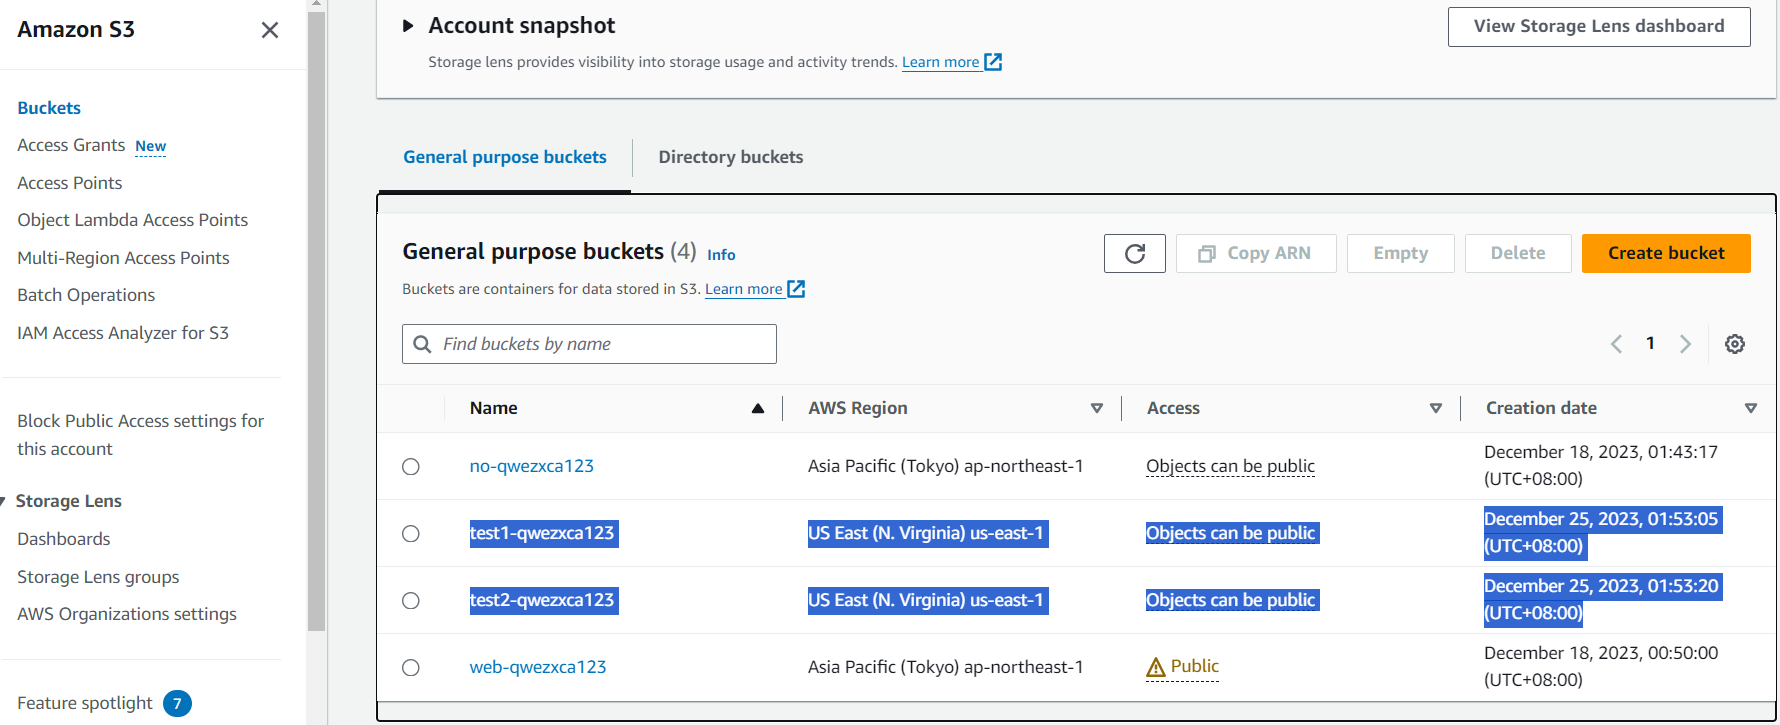 Amazon S3
Buckets
Access Grants New
Access Points
Object Lambda Access Points
Multi-Region Access Points
Batch Operations
IAM Access Analyzer for S3
Block Public Access settings for
this account
Storage Lens
Dashboards
Storage Lens groups
AWS Organizations settings
Feature spotlight 7
Account snapshot
View Storage Lens dashboard
Storage lens provides visibility into storage usage and activity trends. Learn more
General purpose buckets
Directory buckets
General purpose buckets (4) Info
Copy ARN
Empty
Delete
Create bucket
Buckets are containers for data stored in S3. Learn more
Find buckets by name
1
Name AWS Region Access Creation date
no-qwezxca123 Asia Pacific (Tokyo) ap-northeast-1 Objects can be public December 18, 2023, 01:43:17
(UTC+08:00)
test1-qwezxca123 US East (N. Virginia) us-east-1 Objects can be public December 25, 2023, 01:53:05
(UTC+08:00)
test2-qwezxca123 US East (N. Virginia) us-east-1 Objects can be public December 25, 2023, 01:53:20
(UTC+08:00)
web-qwezxca123 Asia Pacific (Tokyo) ap-northeast-1 Public December 18, 2023, 00:50:00
(UTC+08:00)